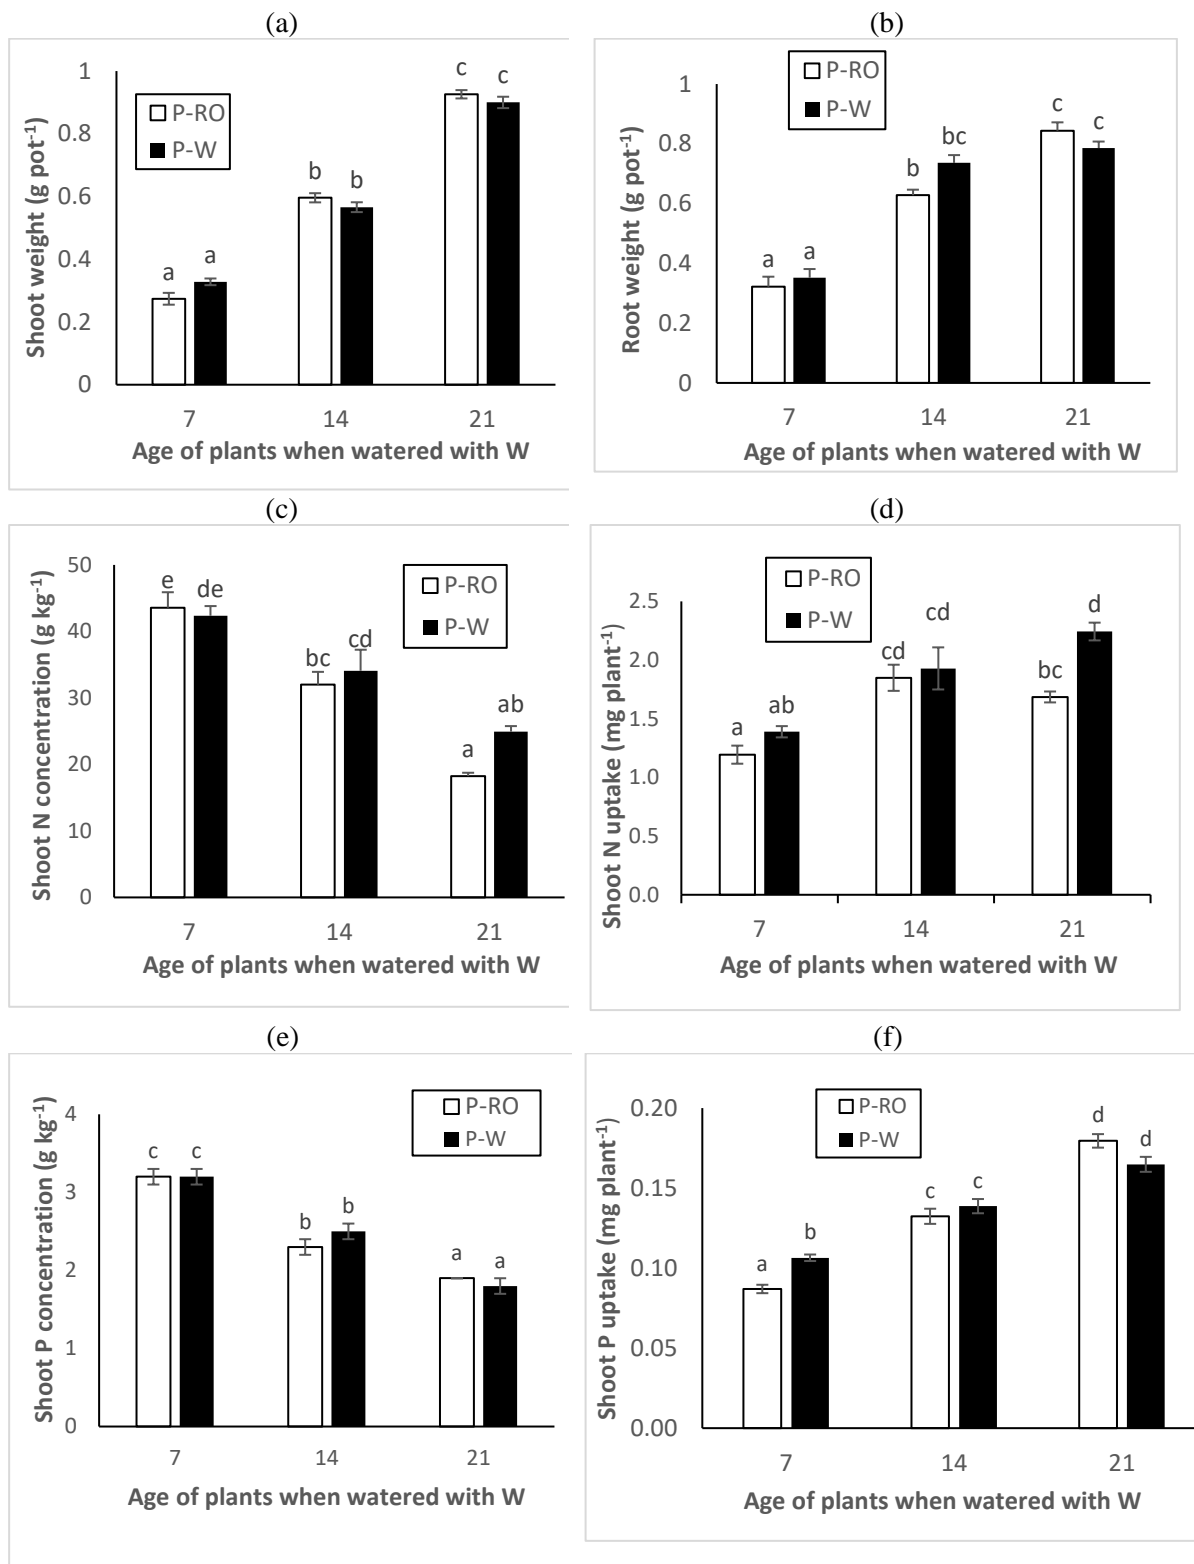 (a)
Shoot weight (g pot⁻¹)
1
0.8
0.6
0.4
0.2
0
P-RO
P-W
a a b b c c
7 14 21
Age of plants when watered with W
(b)
Root weight (g pot⁻¹)
1
0.8
0.6
0.4
0.2
0
P-RO
P-W
a a b bc c c
7 14 21
Age of plants when watered with W
(c)
Shoot N concentration (g kg⁻¹)
50
40
30
20
10
0
P-RO
P-W
e de bc cd a ab
7 14 21
Age of plants when watered with W
(d)
Shoot N uptake (mg plant⁻¹)
2.5
2.0
1.5
1.0
0.5
0.0
P-RO
P-W
a ab cd cd bc d
7 14 21
Age of plants when watered with W
(e)
Shoot P concentration (g kg⁻¹)
4
3
2
1
0
P-RO
P-W
c c b b a a
7 14 21
Age of plants when watered with W
(f)
Shoot P uptake (mg plant⁻¹)
0.20
0.15
0.10
0.05
0.00
P-RO
P-W
a b c c d d
7 14 21
Age of plants when watered with W